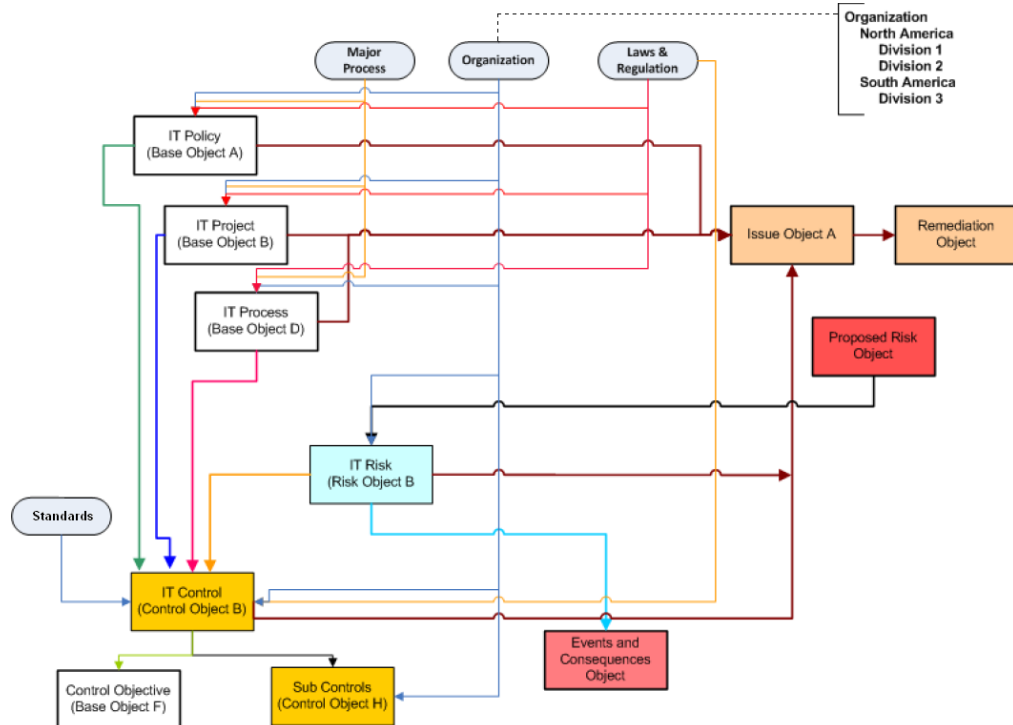 Organization
North America
Division 1
Division 2
South America
Division 3
Major
Process
Organization
Laws &
Regulation
IT Policy
(Base Object A)
IT Project
(Base Object B)
Issue Object A
Remediation
Object
IT Process
(Base Object D)
Proposed Risk
Object
IT Risk
(Risk Object B
Standards
IT Control
(Control Object B)
Events and
Consequences
Object
Control Objective
(Base Object F)
Sub Controls
(Control Object H)